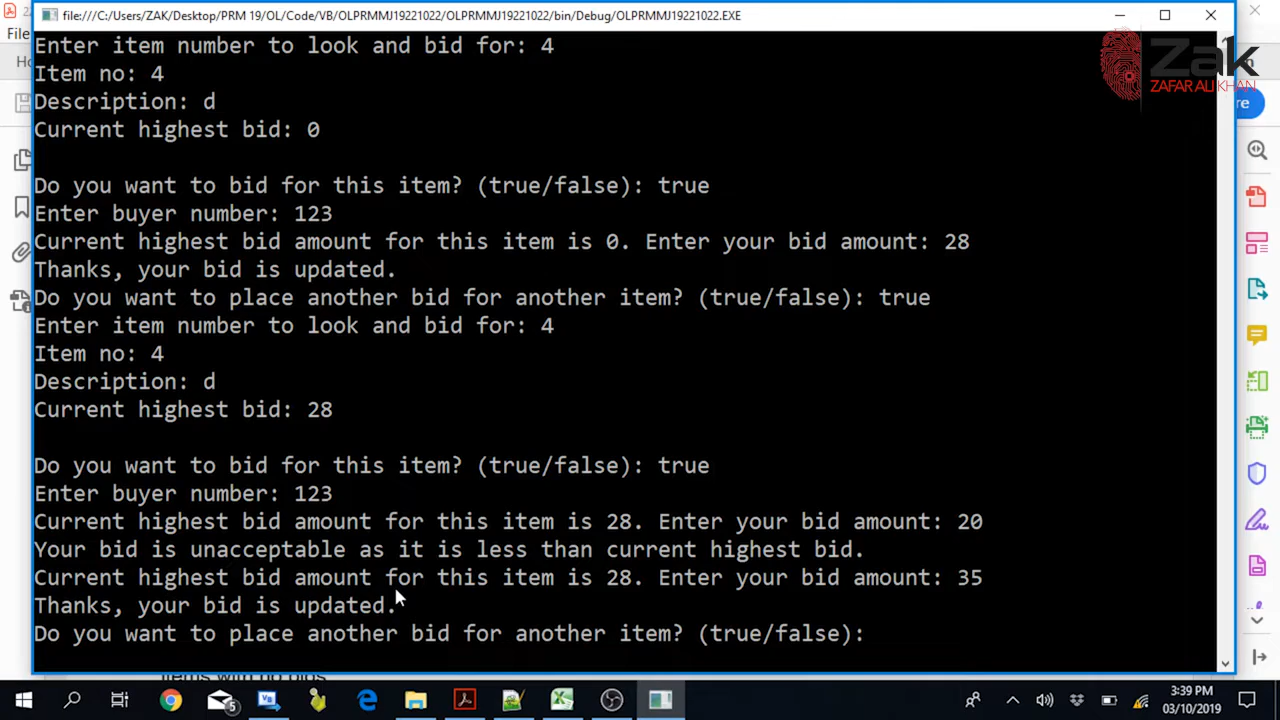 file:///C:/Users/ZAK/Desktop/PRM 19/OL/Code/VB/OLPRMMJ19221022/OLPRMMJ19221022/bin/Debug/OLPRMMJ19221022.EXE
Enter item number to look and bid for: 4
Item no: 4
Description: d
Current highest bid: 0
Do you want to bid for this item? (true/false): true
Enter buyer number: 123
Current highest bid amount for this item is 0. Enter your bid amount: 28
Thanks, your bid is updated.
Do you want to place another bid for another item? (true/false): true
Enter item number to look and bid for: 4
Item no: 4
Description: d
Current highest bid: 28
Do you want to bid for this item? (true/false): true
Enter buyer number: 123
Current highest bid amount for this item is 28. Enter your bid amount: 20
Your bid is unacceptable as it is less than current highest bid.
Current highest bid amount for this item is 28. Enter your bid amount: 35
Thanks, your bid is updated.
Do you want to place another bid for another item? (true/false):
Zak
ZAFAR ALI KHAN
5
3:39 PM
03/10/2019